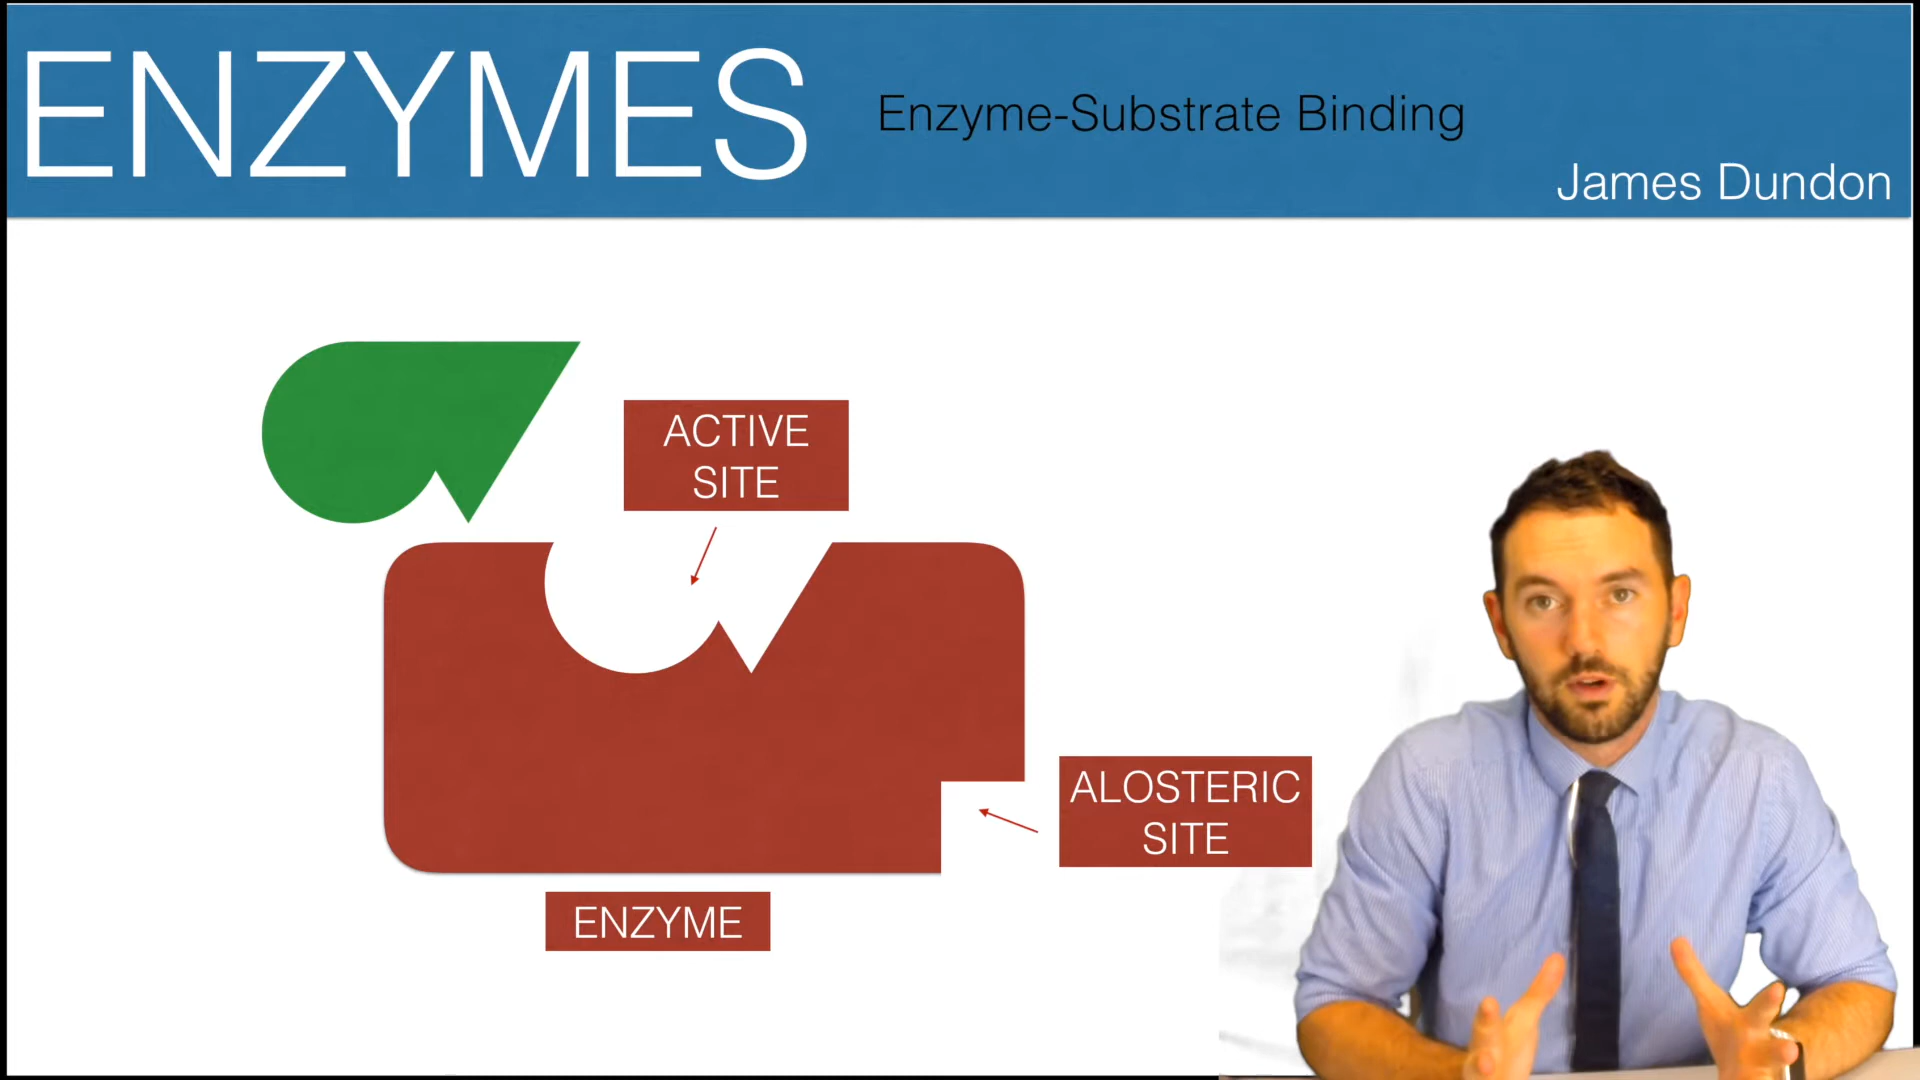 ENZYMES
Enzyme-Substrate Binding
James Dundon
ACTIVE
SITE
ALOSTERIC
SITE
ENZYME